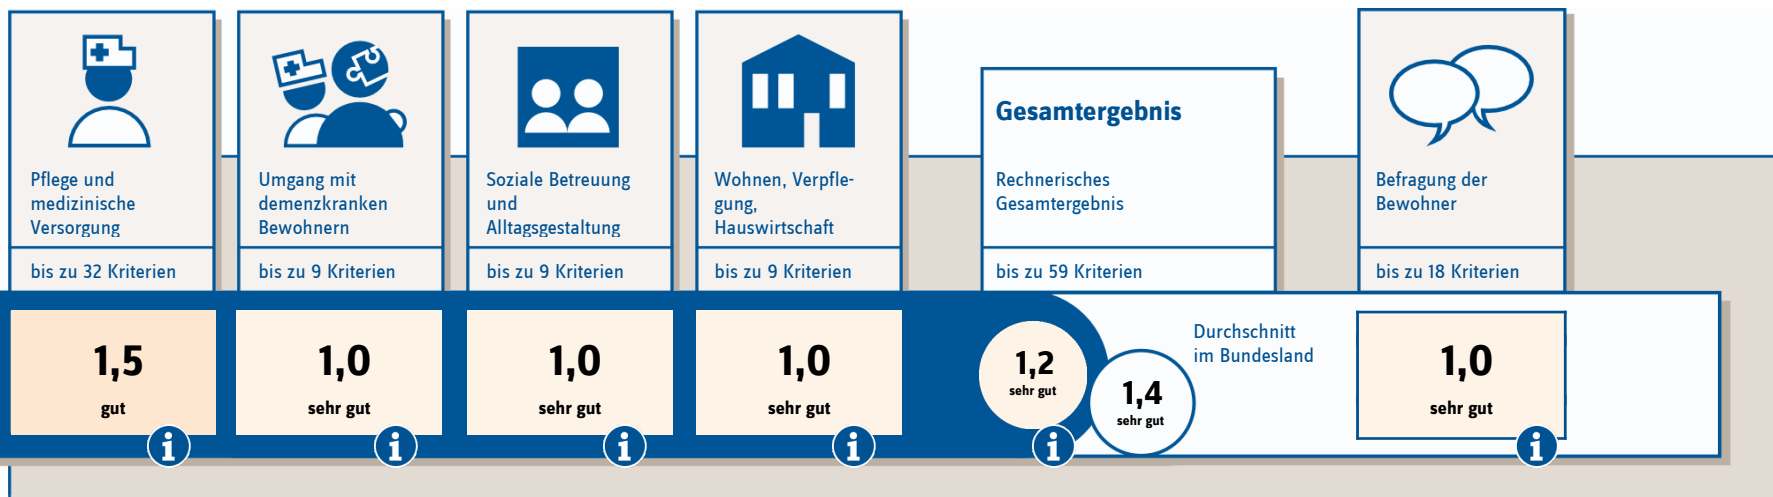 Pflege und
medizinische
Versorgung
bis zu 32 Kriterien
1,5
gut
Umgang mit
demenzkranken
Bewohnern
bis zu 9 Kriterien
1,0
sehr gut
Soziale Betreuung
und
Alltagsgestaltung
bis zu 9 Kriterien
1,0
sehr gut
Wohnen, Verpfle-
gung,
Hauswirtschaft
bis zu 9 Kriterien
1,0
sehr gut
Gesamtergebnis
Rechnerisches
Gesamtergebnis
bis zu 59 Kriterien
1,2
sehr gut
1,4
sehr gut
Durchschnitt
im Bundesland
Befragung der
Bewohner
bis zu 18 Kriterien
1,0
sehr gut